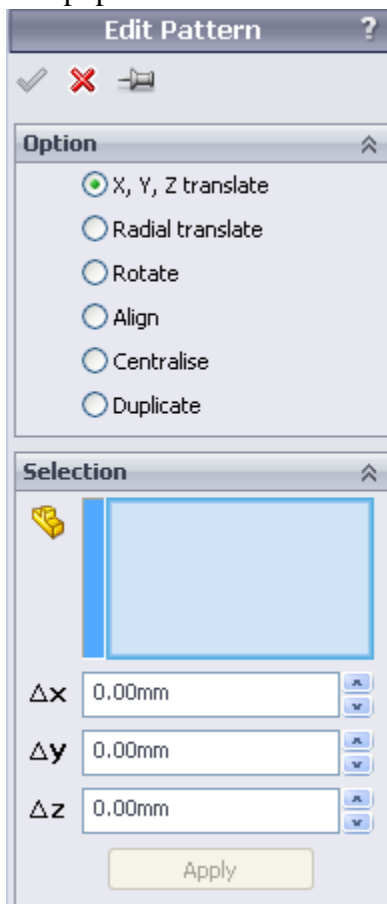 Edit Pattern ?
Option
X, Y, Z translate
Radial translate
Rotate
Align
Centralise
Duplicate
Selection
Δx 0.00mm
Δy 0.00mm
Δz 0.00mm
Apply